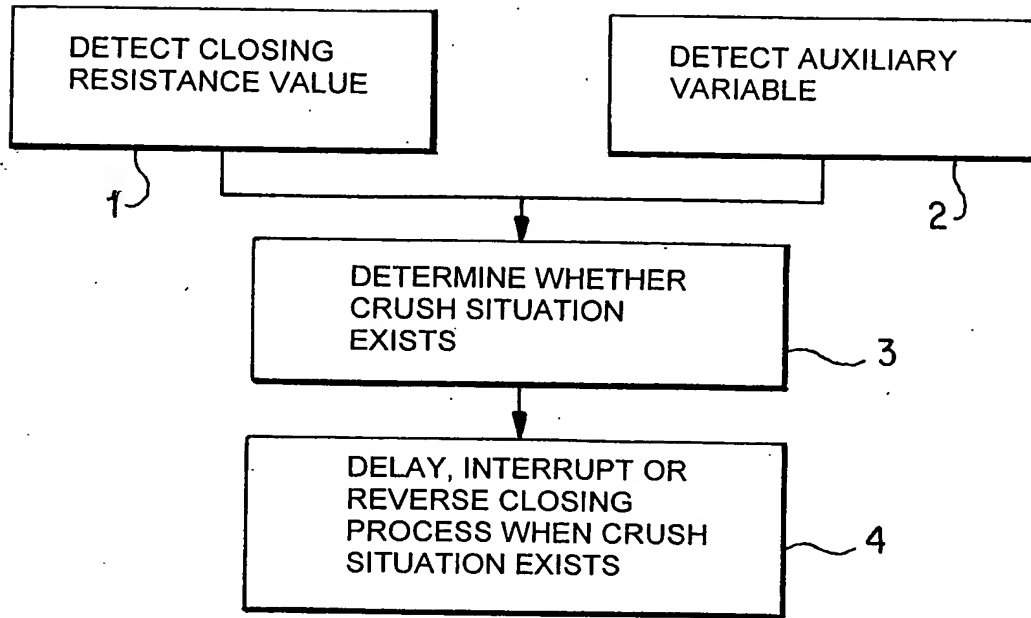 DETECT CLOSING
RESISTANCE VALUE
1
DETECT AUXILIARY
VARIABLE
2
DETERMINE WHETHER
CRUSH SITUATION
EXISTS
3
DELAY, INTERRUPT OR
REVERSE CLOSING
PROCESS WHEN CRUSH
SITUATION EXISTS
4